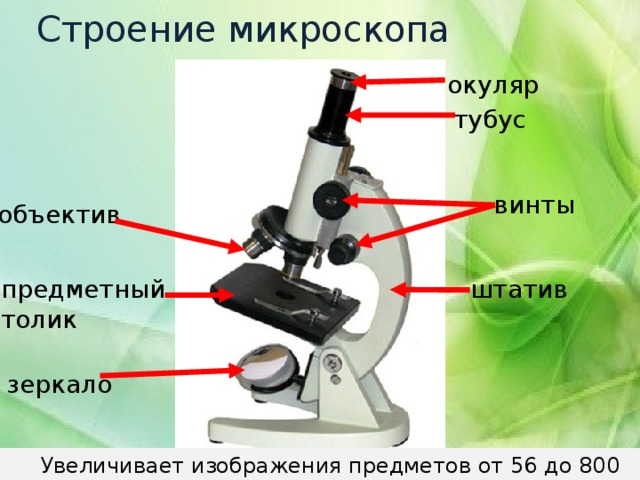 Строение микроскопа
окуляр
тубус
винты
объектив
предметный
толик
штатив
зеркало
Увеличивает изображения предметов от 56 до 800